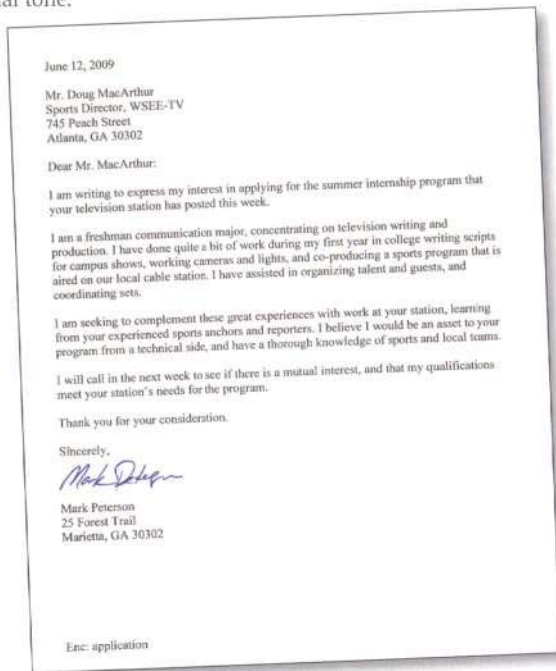 al tone.
June 12, 2009
Mr. Doug MacArthur
Sports Director, WSEE-TV
745 Peach Street
Atlanta, GA 30302
Dear Mr. MacArthur:
I am writing to express my interest in applying for the summer internship program that
your television station has posted this week.
I am a freshman communication major, concentrating on television writing and
production. I have done quite a bit of work during my first year in college writing scripts
for campus shows, working cameras and lights, and co-producing a sports program that is
aired on our local cable station. I have assisted in organizing talent and guests, and
coordinating sets.
I am seeking to complement these great experiences with work at your station, learning
from your experienced sports anchors and reporters. I believe I would be an asset to your
program from a technical side, and have a thorough knowledge of sports and local teams.
I will call in the next week to see if there is a mutual interest, and that my qualifications
meet your station's needs for the program.
Thank you for your consideration.
Sincerely,
Mark Peterson
Mark Peterson
25 Forest Trail
Marietta, GA 30302
Enc: application